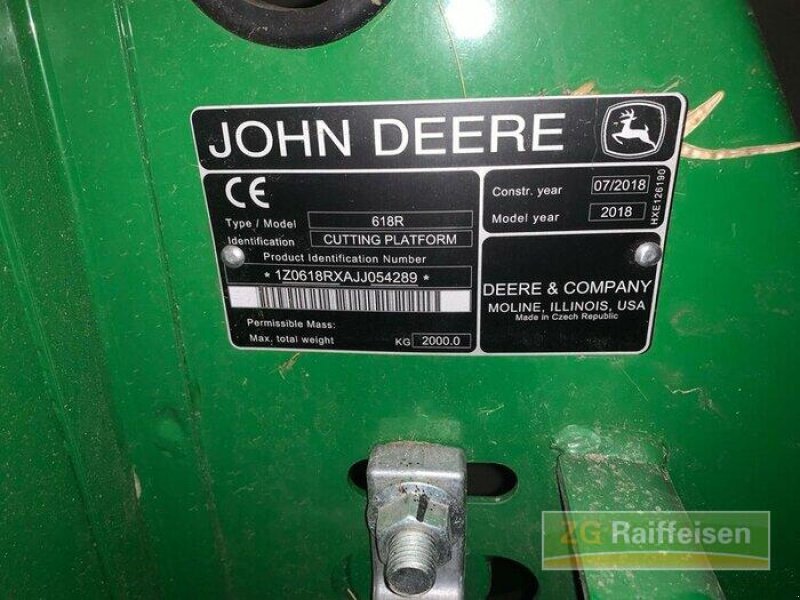 JOHN DEERE
CE
Type / Model 618R
Identification CUTTING PLATFORM
Product Identification Number
* 1Z0618RXAJJ054289 *
Permissible Mass:
Max. total weight KG 2000.0
Constr. year 07/2018
Model year 2018
HXE126190
DEERE & COMPANY
MOLINE, ILLINOIS, USA
Made in Czech Republic
ZG Raiffeisen